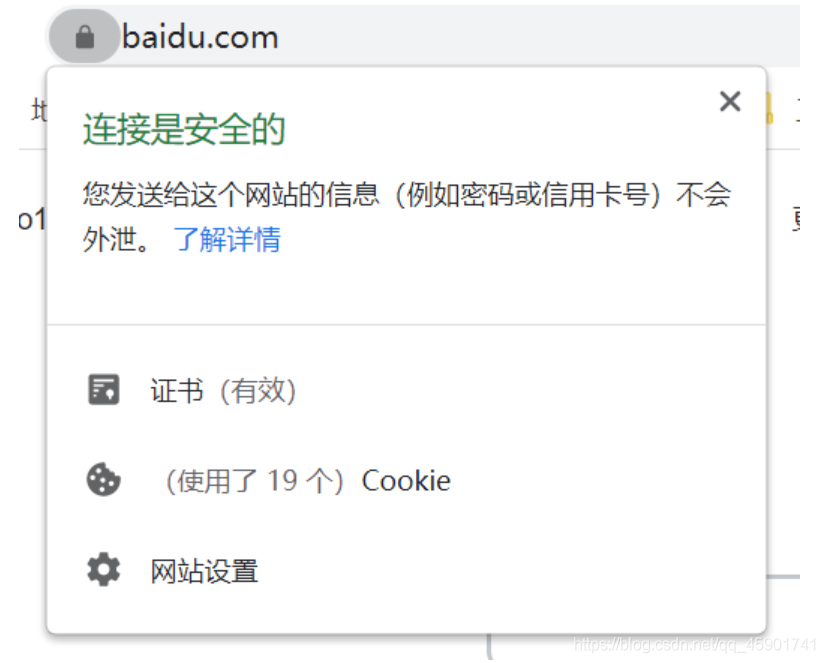 baidu.com
连接是安全的
您发送给这个网站的信息（例如密码或信用卡号）不会
外泄。 了解详情
o1
证书 (有效)
（使用了 19 个）Cookie
网站设置
https://blog.csdn.net/qq_45901741